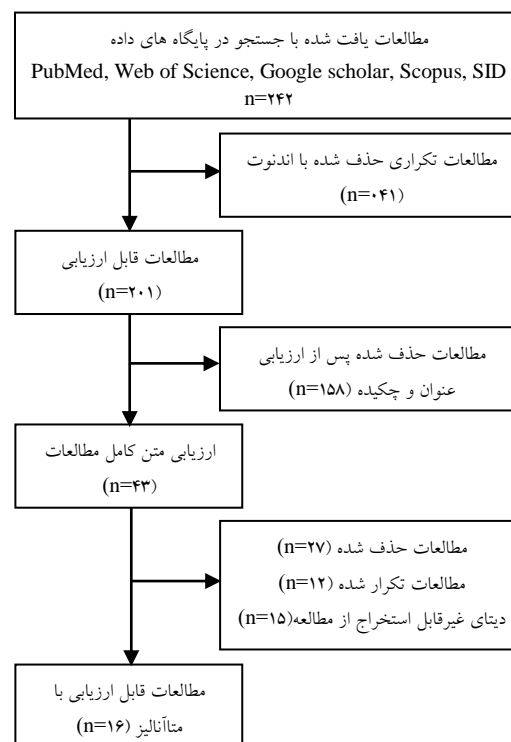 مطالعات یافت شده با جستجو در پایگاه های داده
PubMed, Web of Science, Google scholar, Scopus, SID
n=۲۴۲
مطالعات تکراری حذف شده با اندنوت
(n=۰۴۱)
مطالعات قابل ارزیابی
(n=۲۰۱)
مطالعات حذف شده پس از ارزیابی
عنوان و چکیده (n=۱۵۸)
ارزیابی متن کامل مطالعات
(n=۴۳)
مطالعات حذف شده (n=۲۷)
مطالعات تکرار شده (n=۱۲)
دیتای غیرقابل استخراج از مطالعه(n=۱۵)
مطالعات قابل ارزیابی با
متاآنالیز (n=۱۶)